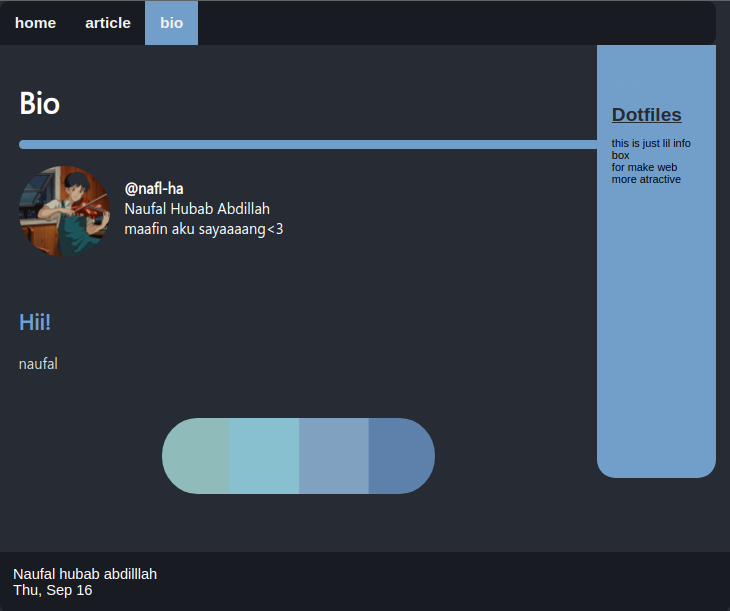 home article bio
Bio
@nafl-ha
Naufal Hubab Abdillah
maafin aku sayaaaang<3
Hii!
naufal
Dotfiles
this is just lil info
box
for make web
more atractive
Naufal hubab abdilllah
Thu, Sep 16